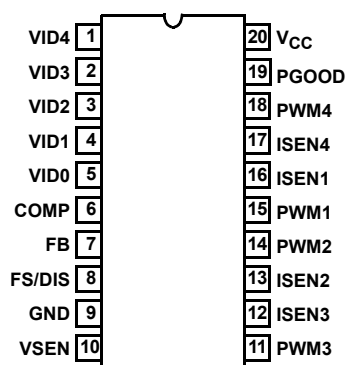 VID4 1 20 VCC
VID3 2 19 PGOOD
VID2 3 18 PWM4
VID1 4 17 ISEN4
VID0 5 16 ISEN1
COMP 6 15 PWM1
FB 7 14 PWM2
FS/DIS 8 13 ISEN2
GND 9 12 ISEN3
VSEN 10 11 PWM3